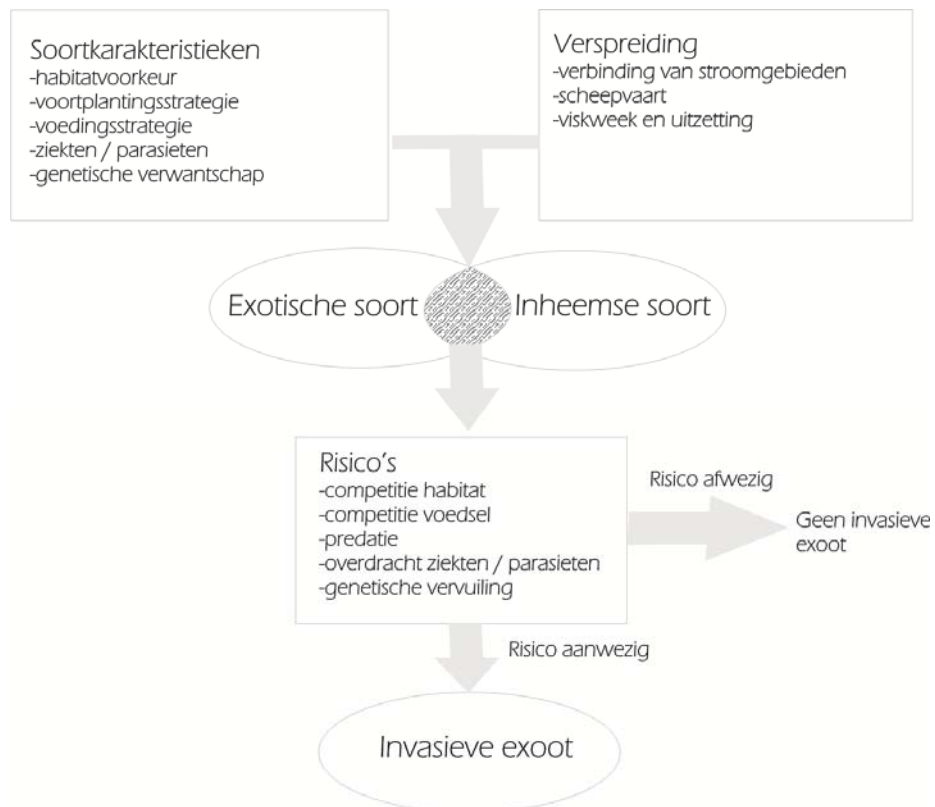 Soortkarakteristieken
-habitatvoorkeur
-voortplantingsstrategie
-voedingsstrategie
-ziekten / parasieten
-genetische verwantschap
Verspreiding
-verbinding van stroomgebieden
-scheepvaart
-viskweek en uitzetting
Exotische soort
Inheemse soort
Risico's
-competitie habitat
-competitie voedsel
-predatie
-overdracht ziekten / parasieten
-genetische vervuiling
Risico afwezig
Geen invasieve
exoot
Risico aanwezig
Invasieve exoot